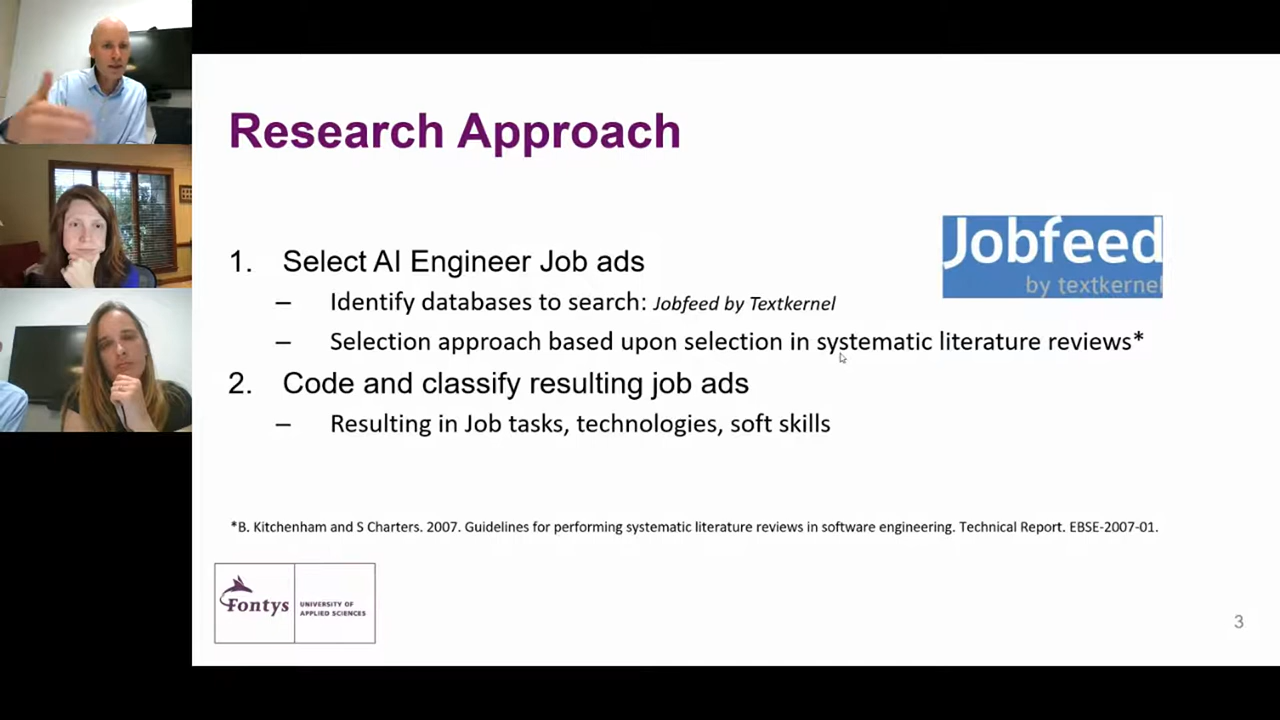 Research Approach
Jobfeed
by textkernel
1. Select AI Engineer Job ads
– Identify databases to search: Jobfeed by Textkernel
– Selection approach based upon selection in systematic literature reviews*
2. Code and classify resulting job ads
– Resulting in Job tasks, technologies, soft skills
*B. Kitchenham and S Charters. 2007. Guidelines for performing systematic literature reviews in software engineering. Technical Report. EBSE-2007-01.
Fontys
UNIVERSITY OF
APPLIED SCIENCES
3